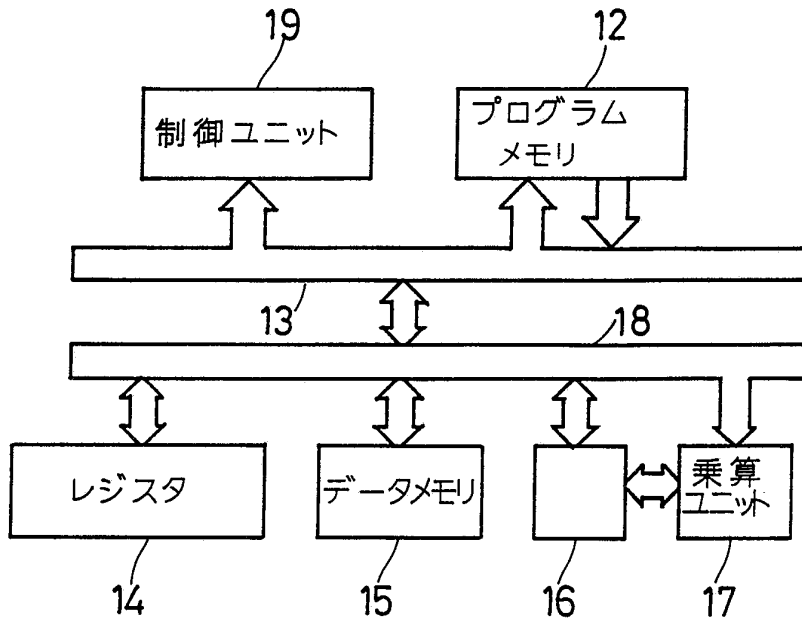 19
12
制御ユニット
プログラム
メモリ
13
18
レジスタ
データメモリ
乗算
ユニット
14
15
16
17